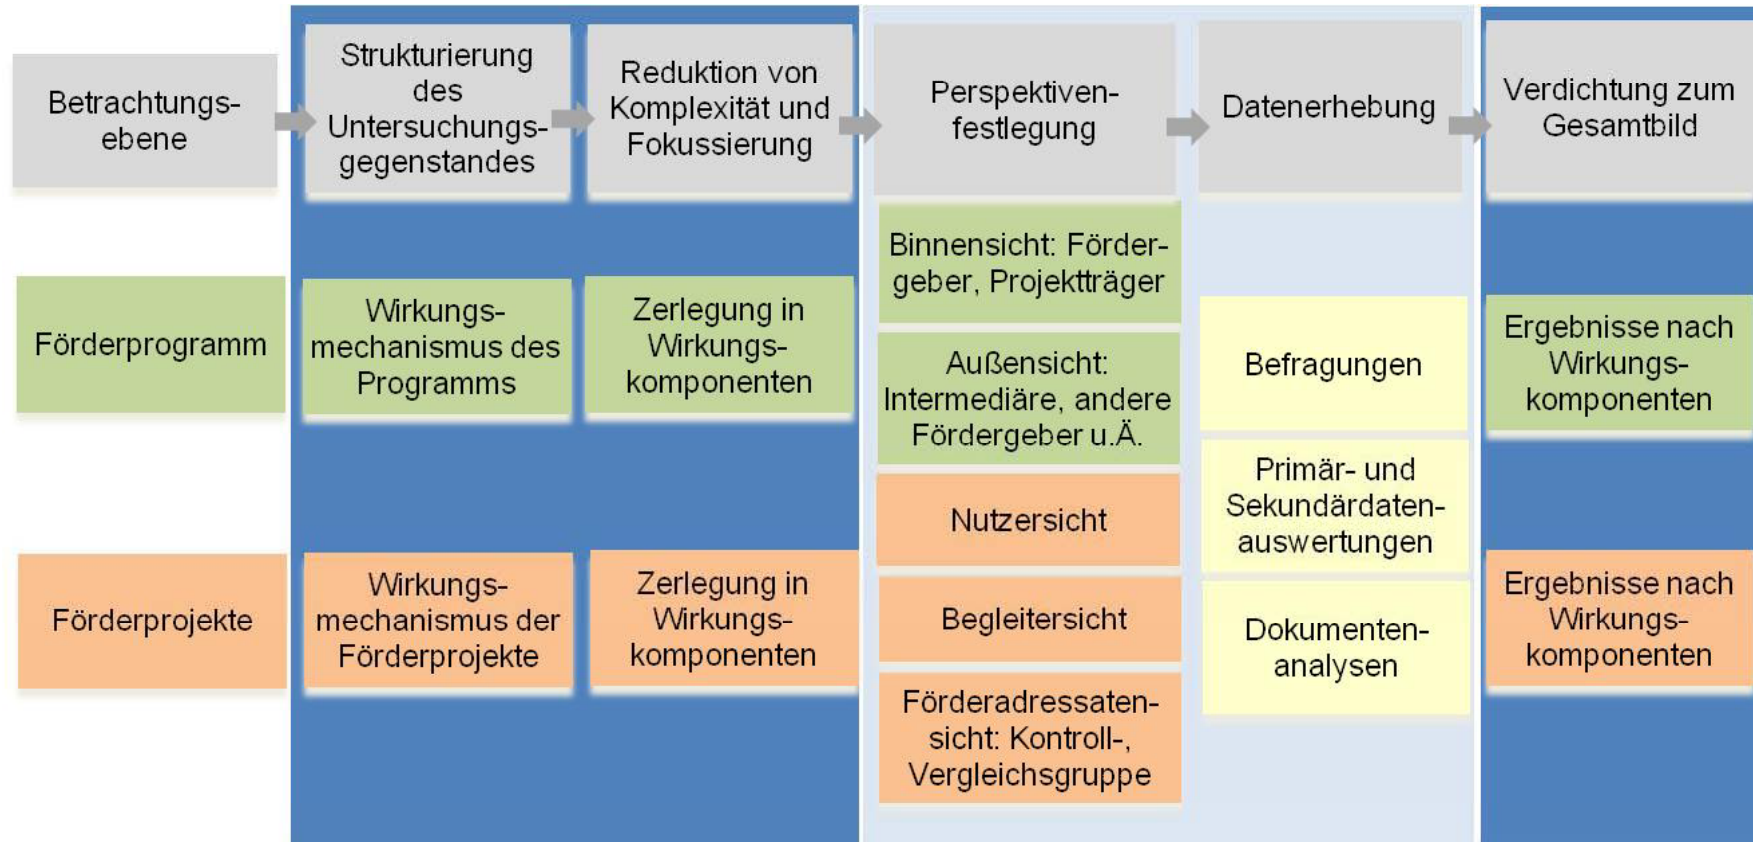 Betrachtungs-
ebene
Strukturierung
des
Untersuchungs-
gegenstandes
Reduktion von
Komplexität und
Fokussierung
Perspektiven-
festlegung
Datenerhebung
Verdichtung zum
Gesamtbild
Förderprogramm
Wirkungs-
mechanismus des
Programms
Zerlegung in
Wirkungs-
komponenten
Binnensicht: Förder-
geber, Projektträger
Außensicht:
Intermediäre, andere
Fördergeber u.Ä.
Befragungen
Ergebnisse nach
Wirkungs-
komponenten
Nutzersicht
Primär- und
Sekundärdaten-
auswertungen
Förderprojekte
Wirkungs-
mechanismus der
Förderprojekte
Zerlegung in
Wirkungs-
komponenten
Begleitersicht
Förderadressaten-
sicht: Kontroll-,
Vergleichsgruppe
Dokumenten-
analysen
Ergebnisse nach
Wirkungs-
komponenten